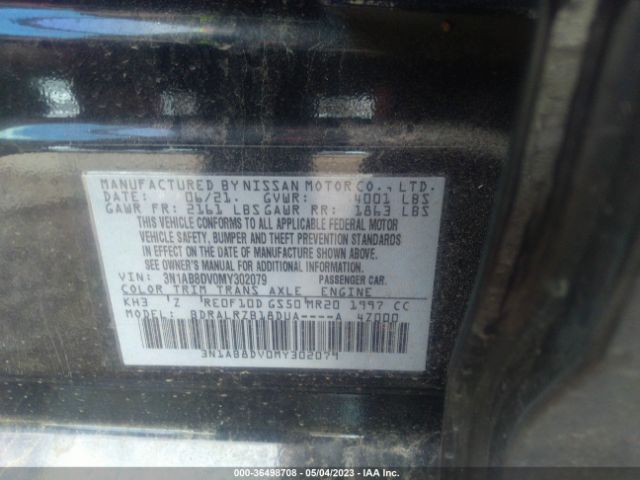 MANUFACTURED BY NISSAN MOTOR CO., LTD.
DATE: 06/21. GVWR: 4001 LBS
GAWR FR: 2161 LBS GAWR RR: 1863 LBS
THIS VEHICLE CONFORMS TO ALL APPLICABLE FEDERAL MOTOR
VEHICLE SAFETY, BUMPER AND THEFT PREVENTION STANDARDS
IN EFFECT ON THE DATE OF MANUFACTURE SHOWN ABOVE.
SEE OWNER'S MANUAL FOR ADDITIONAL INFORMATION.
VIN: 3N1AB8DV0MY302079 PASSENGER CAR.
COLOR TRIM TRANS AXLE ENGINE
KH3 'Z RE0F10D GS50 MR20 1997 CC
MODEL: BDRALRZB18DUA----A 4Z000
3N1AB8DV0MY302079
000-36498708 - 05/04/2023 - IAA Inc.